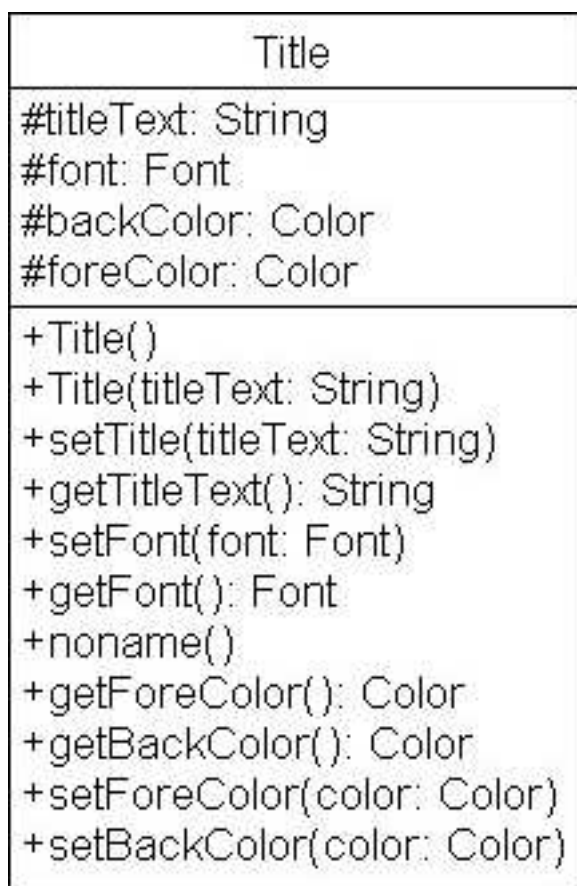 Title
#titleText: String
#font: Font
#backColor: Color
#foreColor: Color
+Title()
+Title(titleText: String)
+setTitle(titleText: String)
+getTitleText(): String
+setFont(font: Font)
+getFont(): Font
+noname()
+getForeColor(): Color
+getBackColor(): Color
+setForeColor(color: Color)
+setBackColor(color: Color)